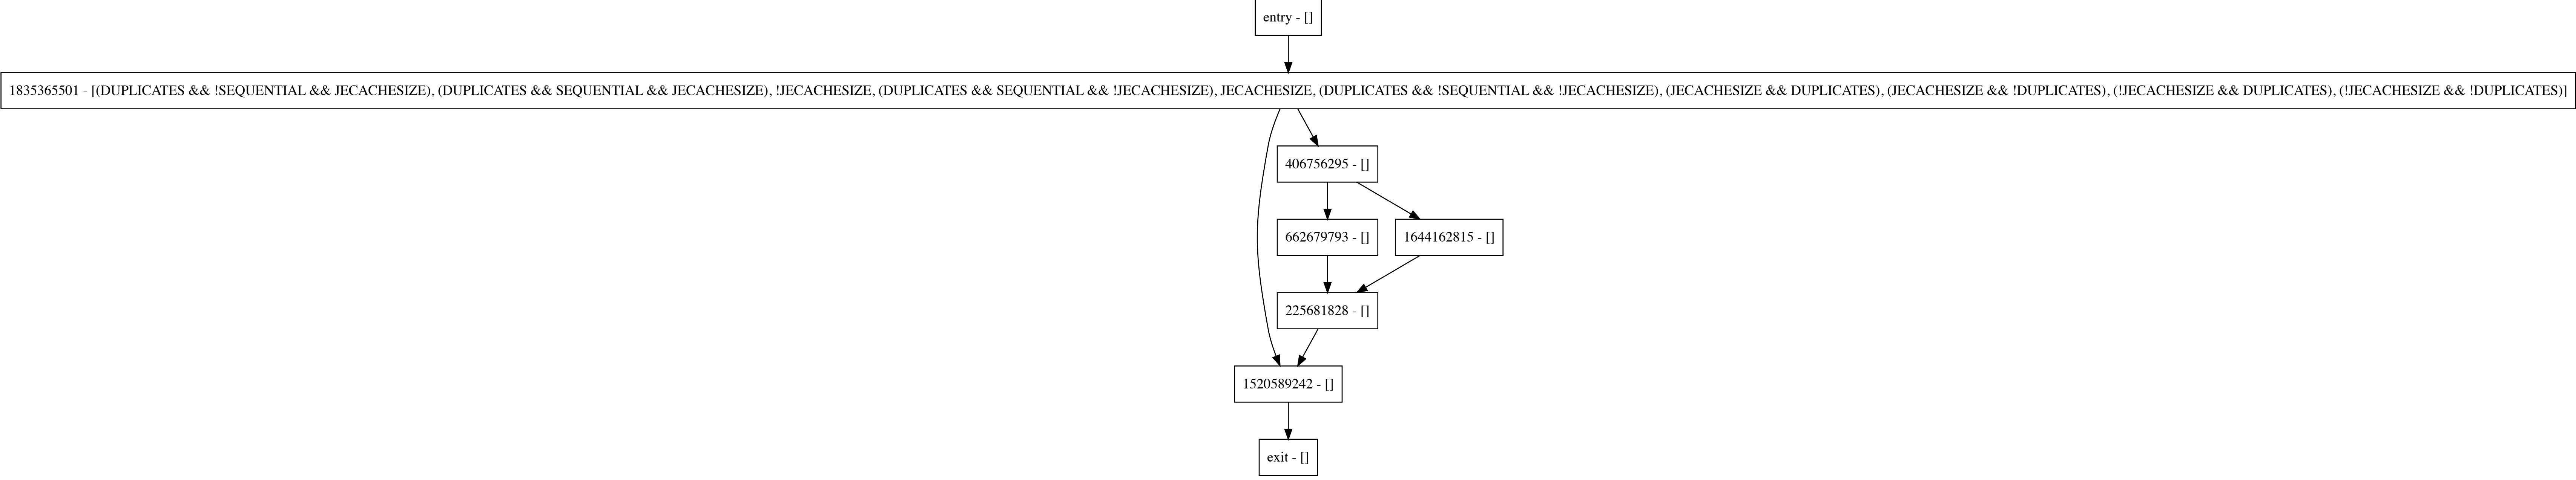 entry - []
1835365501 - [(DUPLICATES && !SEQUENTIAL && JECACHESIZE), (DUPLICATES && SEQUENTIAL && JECACHESIZE), !JECACHESIZE, (DUPLICATES && SEQUENTIAL && !JECACHESIZE), JECACHESIZE, (DUPLICATES && !SEQUENTIAL && !JECACHESIZE), (JECACHESIZE && DUPLICATES), (JECACHESIZE && !DUPLICATES), (!JECACHESIZE && DUPLICATES), (!JECACHESIZE && !DUPLICATES)]
406756295 - []
662679793 - []
1644162815 - []
225681828 - []
1520589242 - []
exit - []